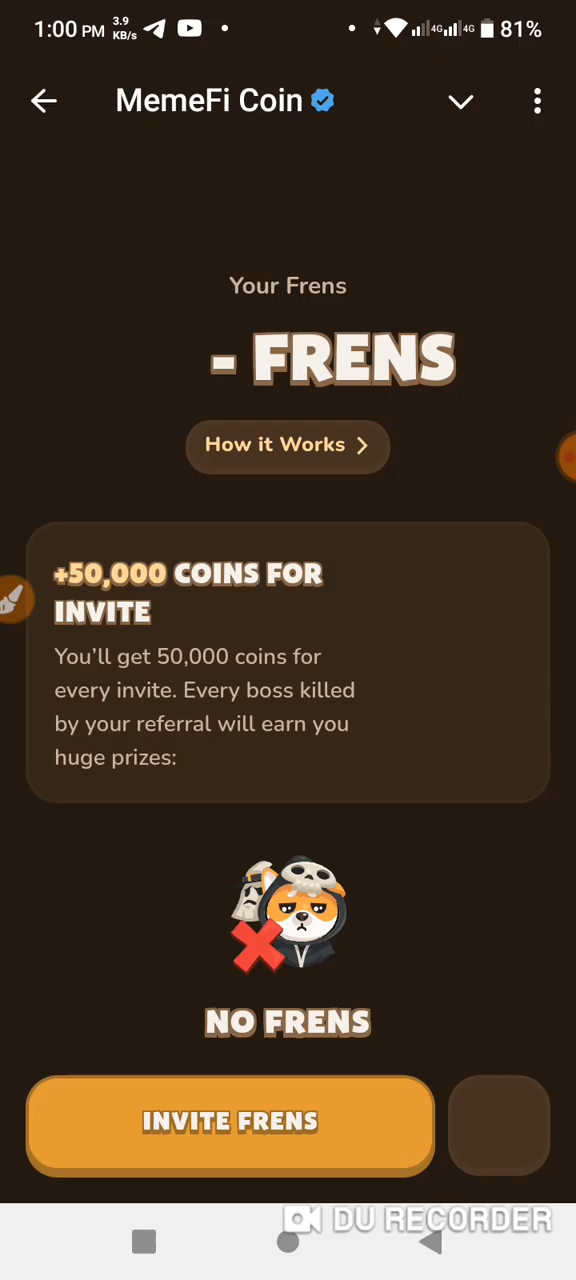 1:00 PM 3.9 KB/s 4G 4G 81%
MemeFi Coin
Your Frens
- FRENS
How it Works
+50,000 COINS FOR
INVITE
You'll get 50,000 coins for
every invite. Every boss killed
by your referral will earn you
huge prizes:
NO FRENS
INVITE FRENS
DU RECORDER